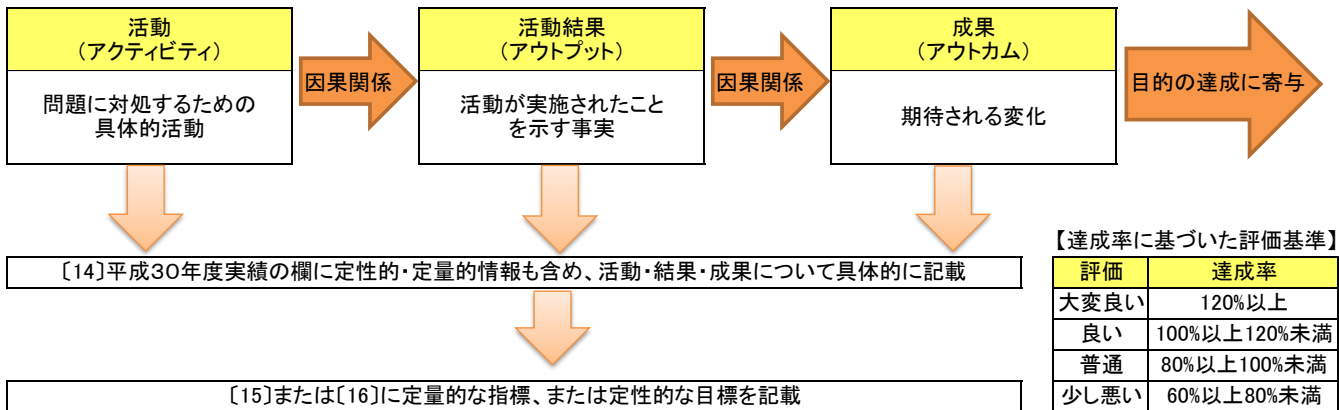 活動
（アクティビティ）
問題に対処するための
具体的活動
因果関係
活動結果
（アウトプット）
活動が実施されたこと
を示す事実
因果関係
成果
（アウトカム）
期待される変化
目的の達成に寄与
〔14〕平成３０年度実績の欄に定性的・定量的情報も含め、活動・結果・成果について具体的に記載
〔15〕または〔16〕に定量的な指標、または定性的な目標を記載
【達成率に基づいた評価基準】
評価 達成率
大変良い 120%以上
良い 100%以上120%未満
普通 80%以上100%未満
少し悪い 60%以上80%未満